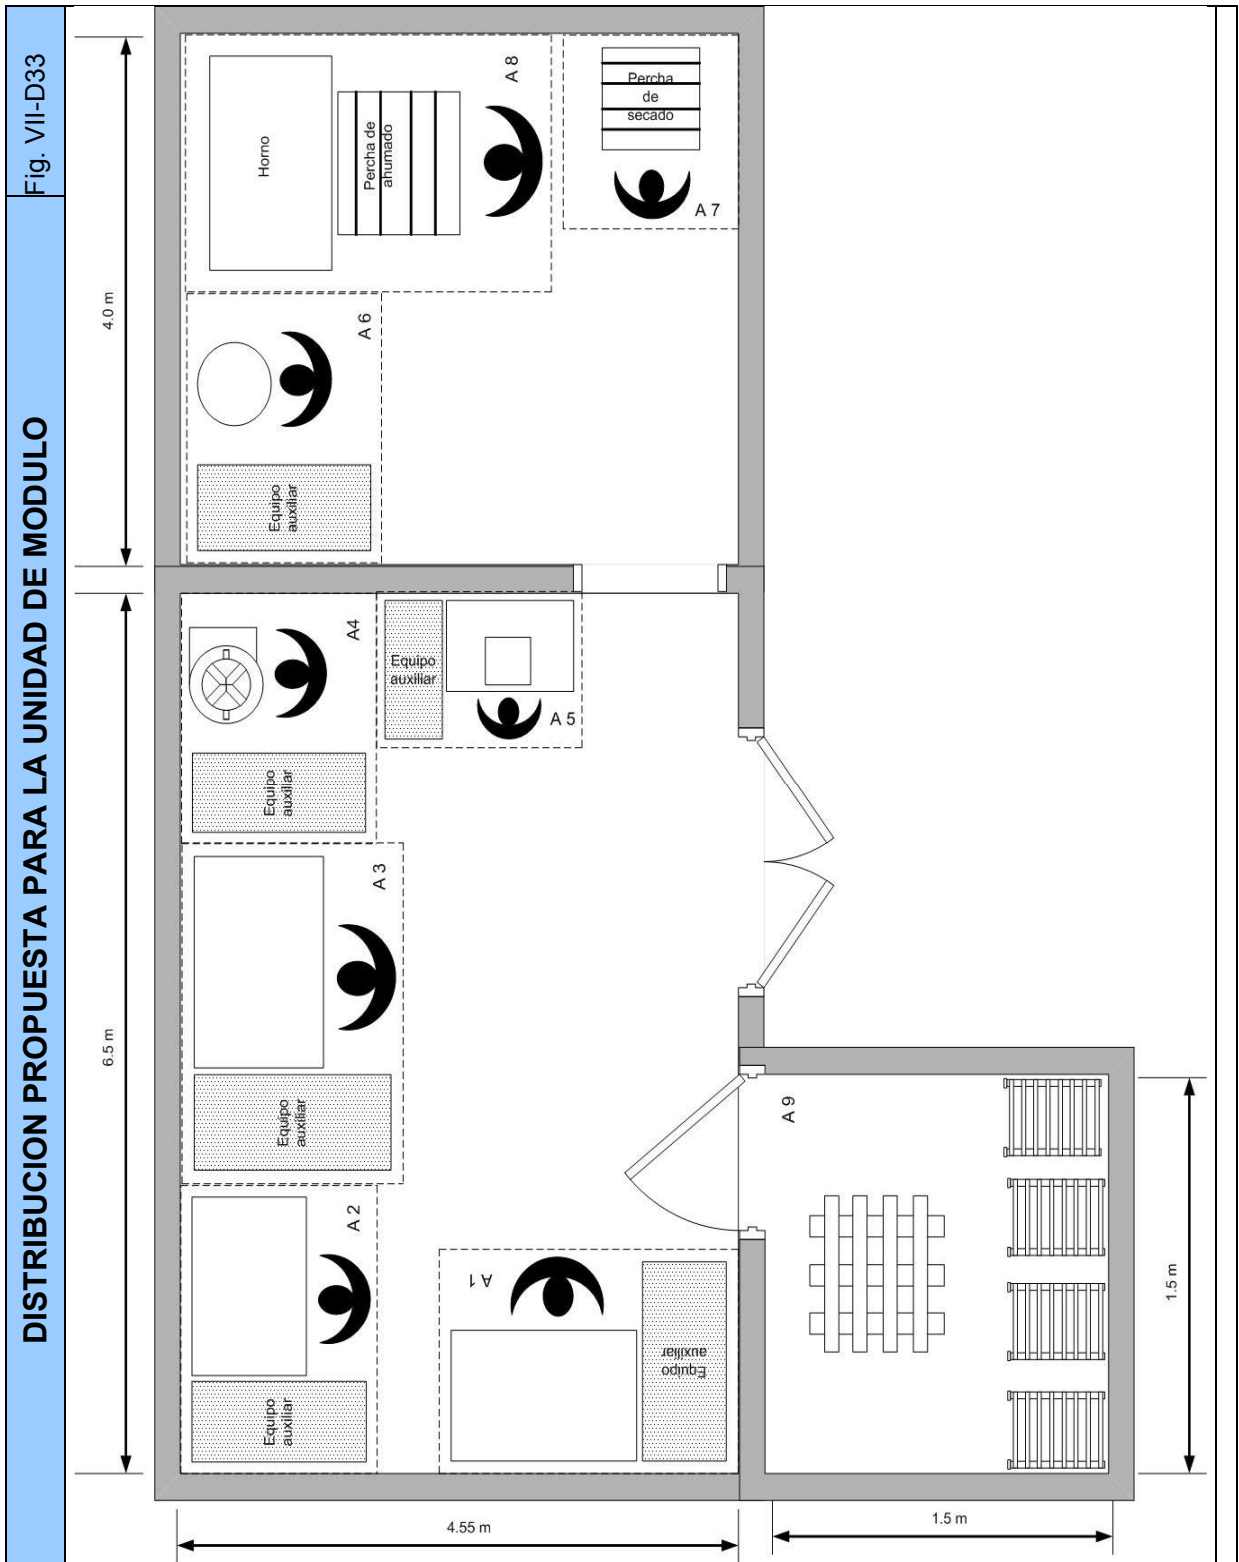 Fig. VII-D33
DISTRIBUCION PROPUESTA PARA LA UNIDAD DE MODULO
4.0 m
Horno
Percha de
ahumado
A 8
Percha
de
secado
A 7
A 6
Equipo
auxiliar
6.5 m
A4
Equipo
auxiliar
Equipo
auxiliar
A 5
A 3
Equipo
auxiliar
A 2
Equipo
auxiliar
A 1
Equipo
auxiliar
A 9
1.5 m
4.55 m
1.5 m